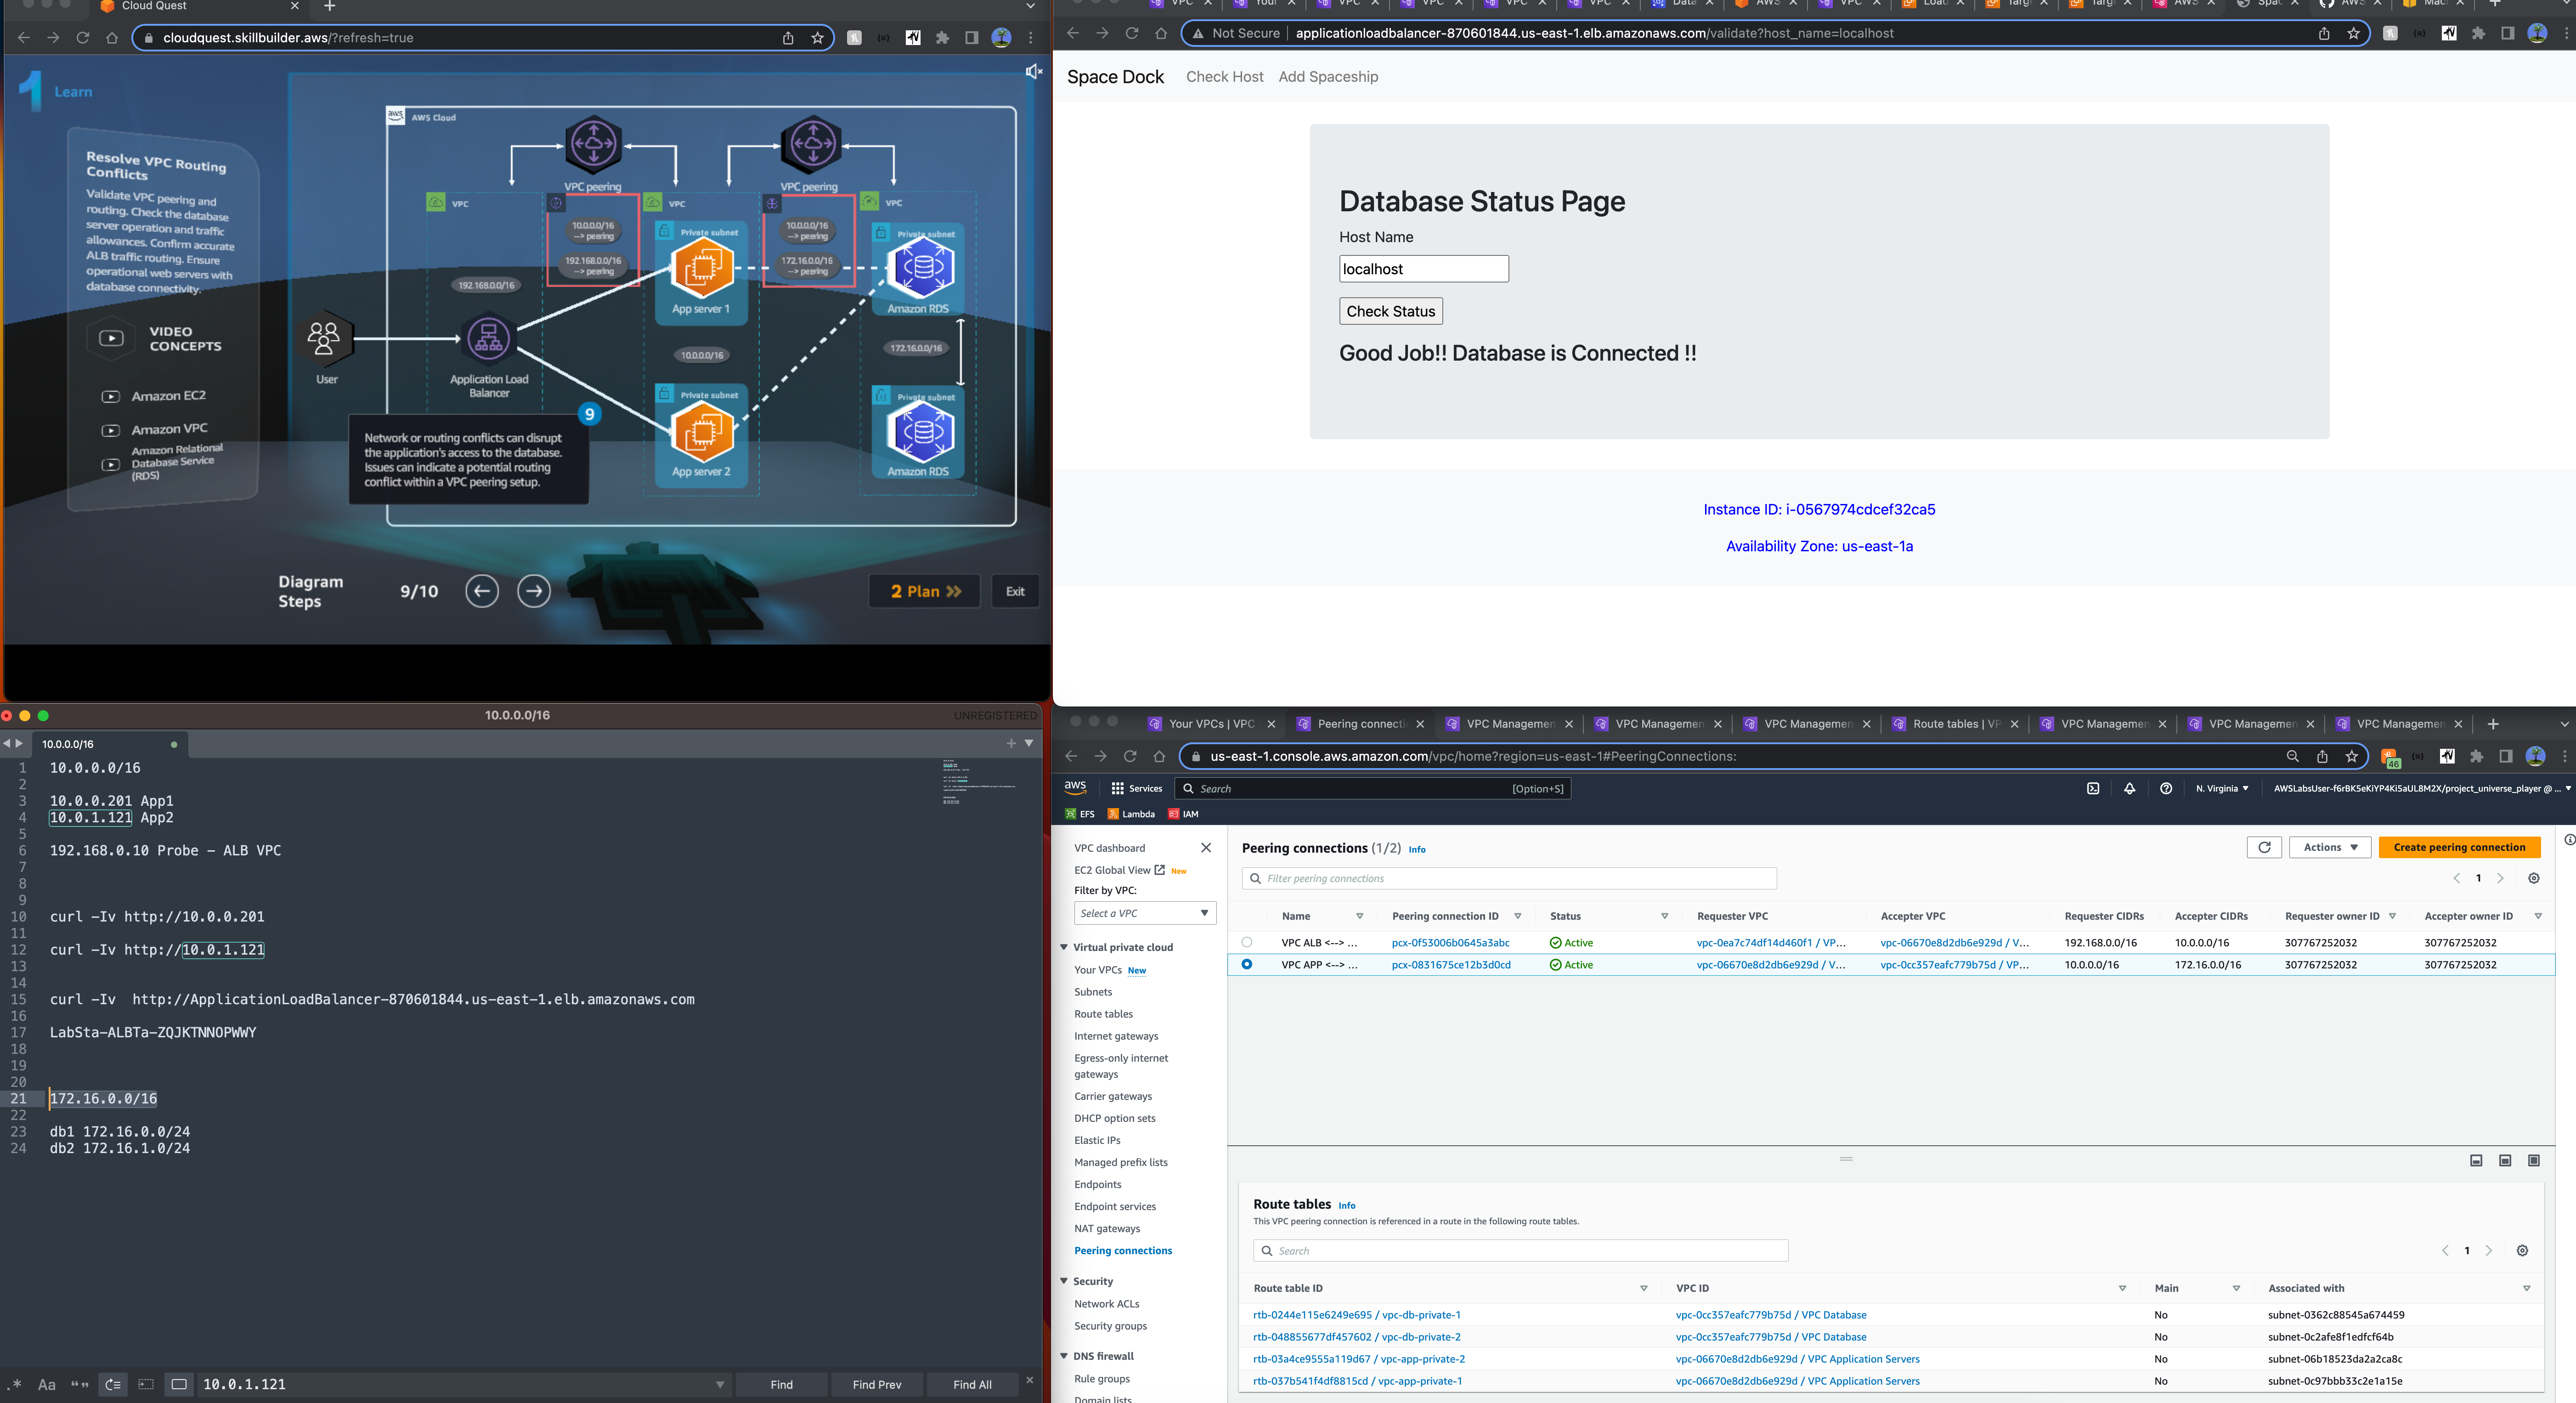 Cloud Quest
cloudquest.skillbuilder.aws/?refresh=true
1 Learn
Resolve VPC Routing
Conflicts
Validate VPC peering and
routing. Check the database
server operation and traffic
allowances. Confirm accurate
ALB traffic routing. Ensure
operational web servers with
database connectivity.
VIDEO
CONCEPTS
Amazon EC2
Amazon VPC
Amazon Relational
Database Service
(RDS)
aws AWS Cloud
VPC peering
VPC peering
VPC
VPC
VPC
10.0.0.0/16
--> peering
192.168.0.0/16
--> peering
10.0.0.0/16
--> peering
172.16.0.0/16
--> peering
Private subnet
Private subnet
192.168.0.0/16
App server 1
Amazon RDS
10.0.0.0/16
172.16.0.0/16
User
Application Load
Balancer
Private subnet
Private subnet
App server 2
Amazon RDS
9
Network or routing conflicts can disrupt
the application's access to the database.
Issues can indicate a potential routing
conflict within a VPC peering setup.
Diagram
Steps
9/10
2 Plan
Exit
Not Secure applicationloadbalancer-870601844.us-east-1.elb.amazonaws.com/validate?host_name=localhost
Space Dock Check Host Add Spaceship
Database Status Page
Host Name
localhost
Check Status
Good Job!! Database is Connected !!
Instance ID: i-0567974cdcef32ca5
Availability Zone: us-east-1a
10.0.0.0/16
UNREGISTERED
10.0.0.0/16
1 10.0.0.0/16
2
3 10.0.0.201 App1
4 10.0.1.121 App2
5
6 192.168.0.10 Probe - ALB VPC
7
8
9
10 curl -Iv http://10.0.0.201
11
12 curl -Iv http://10.0.1.121
13
14
15 curl -Iv  http://ApplicationLoadBalancer-870601844.us-east-1.elb.amazonaws.com
16
17 LabSta-ALBTa-ZQJKTNNOPWWY
18
19
20
21 172.16.0.0/16
22
23 db1 172.16.0.0/24
24 db2 172.16.1.0/24
.* Aa “” 10.0.1.121 Find Find Prev Find All
Your VPCs | VPC Peering connecti VPC Managemen VPC Managemen VPC Managemen Route tables | VP VPC Managemen VPC Managemen VPC Managemen
us-east-1.console.aws.amazon.com/vpc/home?region=us-east-1#PeeringConnections:
46
aws Services Search [Option+S] N. Virginia AWSLabsUser-f6rBK5eKiYP4Ki5aUL8M2X/project_universe_player @ ...
EFS Lambda IAM
VPC dashboard
EC2 Global View New
Filter by VPC:
Select a VPC
Virtual private cloud
Your VPCs New
Subnets
Route tables
Internet gateways
Egress-only internet
gateways
Carrier gateways
DHCP option sets
Elastic IPs
Managed prefix lists
Endpoints
Endpoint services
NAT gateways
Peering connections
Security
Network ACLs
Security groups
DNS firewall
Rule groups
Domain lists
Peering connections (1/2) Info
Actions
Create peering connection
Filter peering connections
1
Name Peering connection ID Status Requester VPC Accepter VPC Requester CIDRs Accepter CIDRs Requester owner ID Accepter owner ID
VPC ALB <--> ... pcx-0f53006b0645a3abc Active vpc-0ea7c74df14d460f1 / VP... vpc-06670e8d2db6e929d / V... 192.168.0.0/16 10.0.0.0/16 307767252032 307767252032
VPC APP <--> ... pcx-0831675ce12b3d0cd Active vpc-06670e8d2db6e929d / V... vpc-0cc357eafc779b75d / VP... 10.0.0.0/16 172.16.0.0/16 307767252032 307767252032
Route tables Info
This VPC peering connection is referenced in a route in the following route tables.
Search
1
Route table ID VPC ID Main Associated with
rtb-0244e115e6249e695 / vpc-db-private-1 vpc-0cc357eafc779b75d / VPC Database No subnet-0362c88545a674459
rtb-048855677df457602 / vpc-db-private-2 vpc-0cc357eafc779b75d / VPC Database No subnet-0c2afe8f1edfcf64b
rtb-03a4ce9555a119d67 / vpc-app-private-2 vpc-06670e8d2db6e929d / VPC Application Servers No subnet-06b18523da2a2ca8c
rtb-037b541f4df8815cd / vpc-app-private-1 vpc-06670e8d2db6e929d / VPC Application Servers No subnet-0c97bbb33c2e1a15e